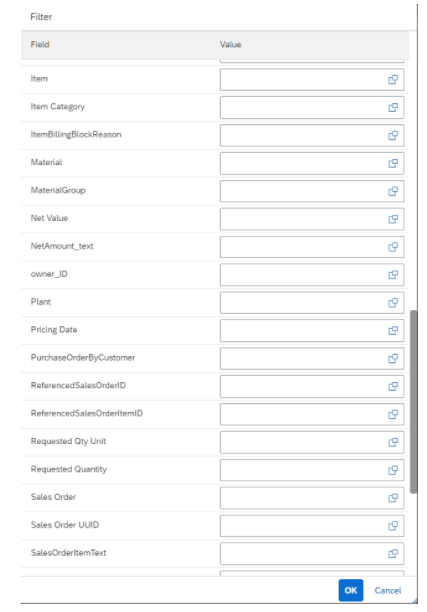 Filter
Field Value
Item
Item Category
ItemBillingBlockReason
Material
MaterialGroup
Net Value
NetAmount_text
owner_ID
Plant
Pricing Date
PurchaseOrderByCustomer
ReferencedSalesOrderID
ReferencedSalesOrderItemID
Requested Qty Unit
Requested Quantity
Sales Order
Sales Order UUID
SalesOrderItemText
OK Cancel